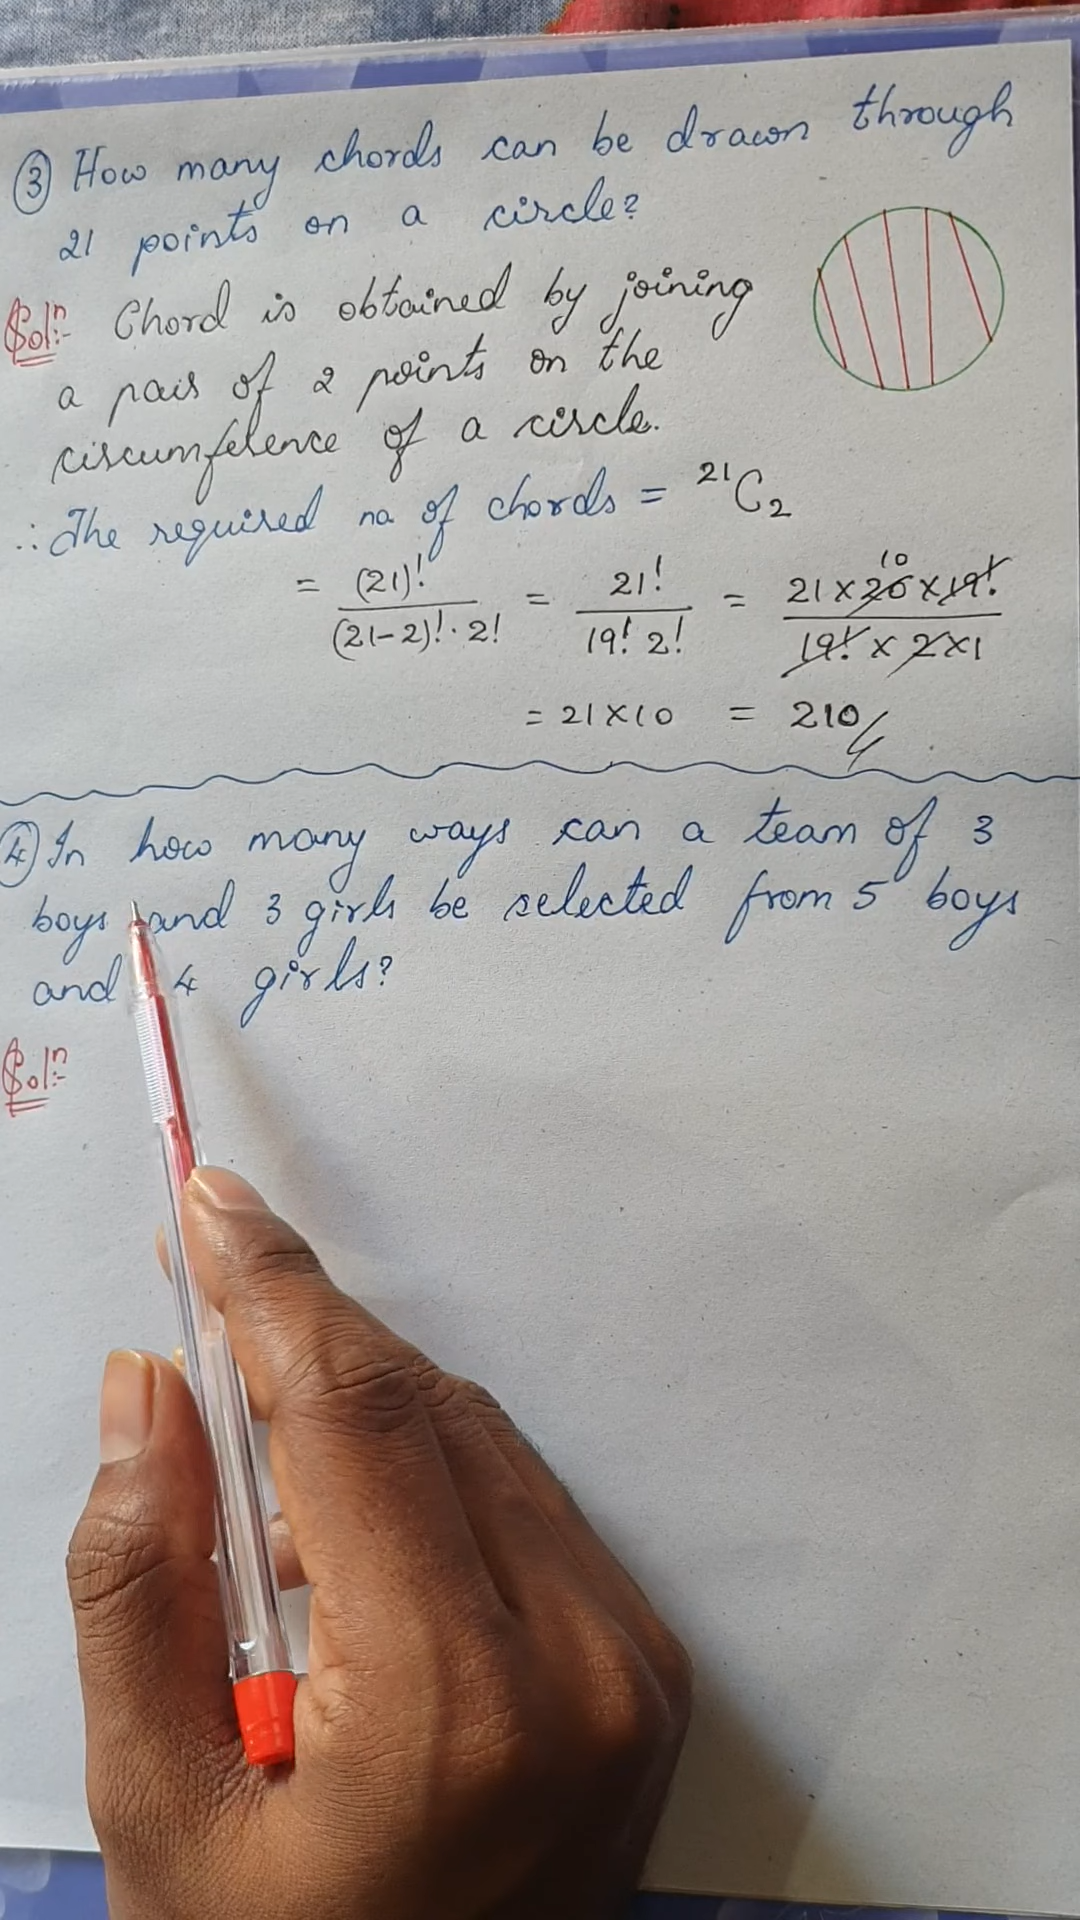 ③ How many chords can be drawn through
21 points on a circle?
Solⁿ:- Chord is obtained by joining
a pair of 2 points on the
circumference of a circle.
∴ The required no. of chords = ²¹C₂
= (21)!/(21-2)!·2! = 21!/19! 2! = 21×20×19!/19!×2×1 10
= 21×10 = 210//
④ In how many ways can a team of 3
boys and 3 girls be selected from 5 boys
and 4 girls?
Solⁿ:-